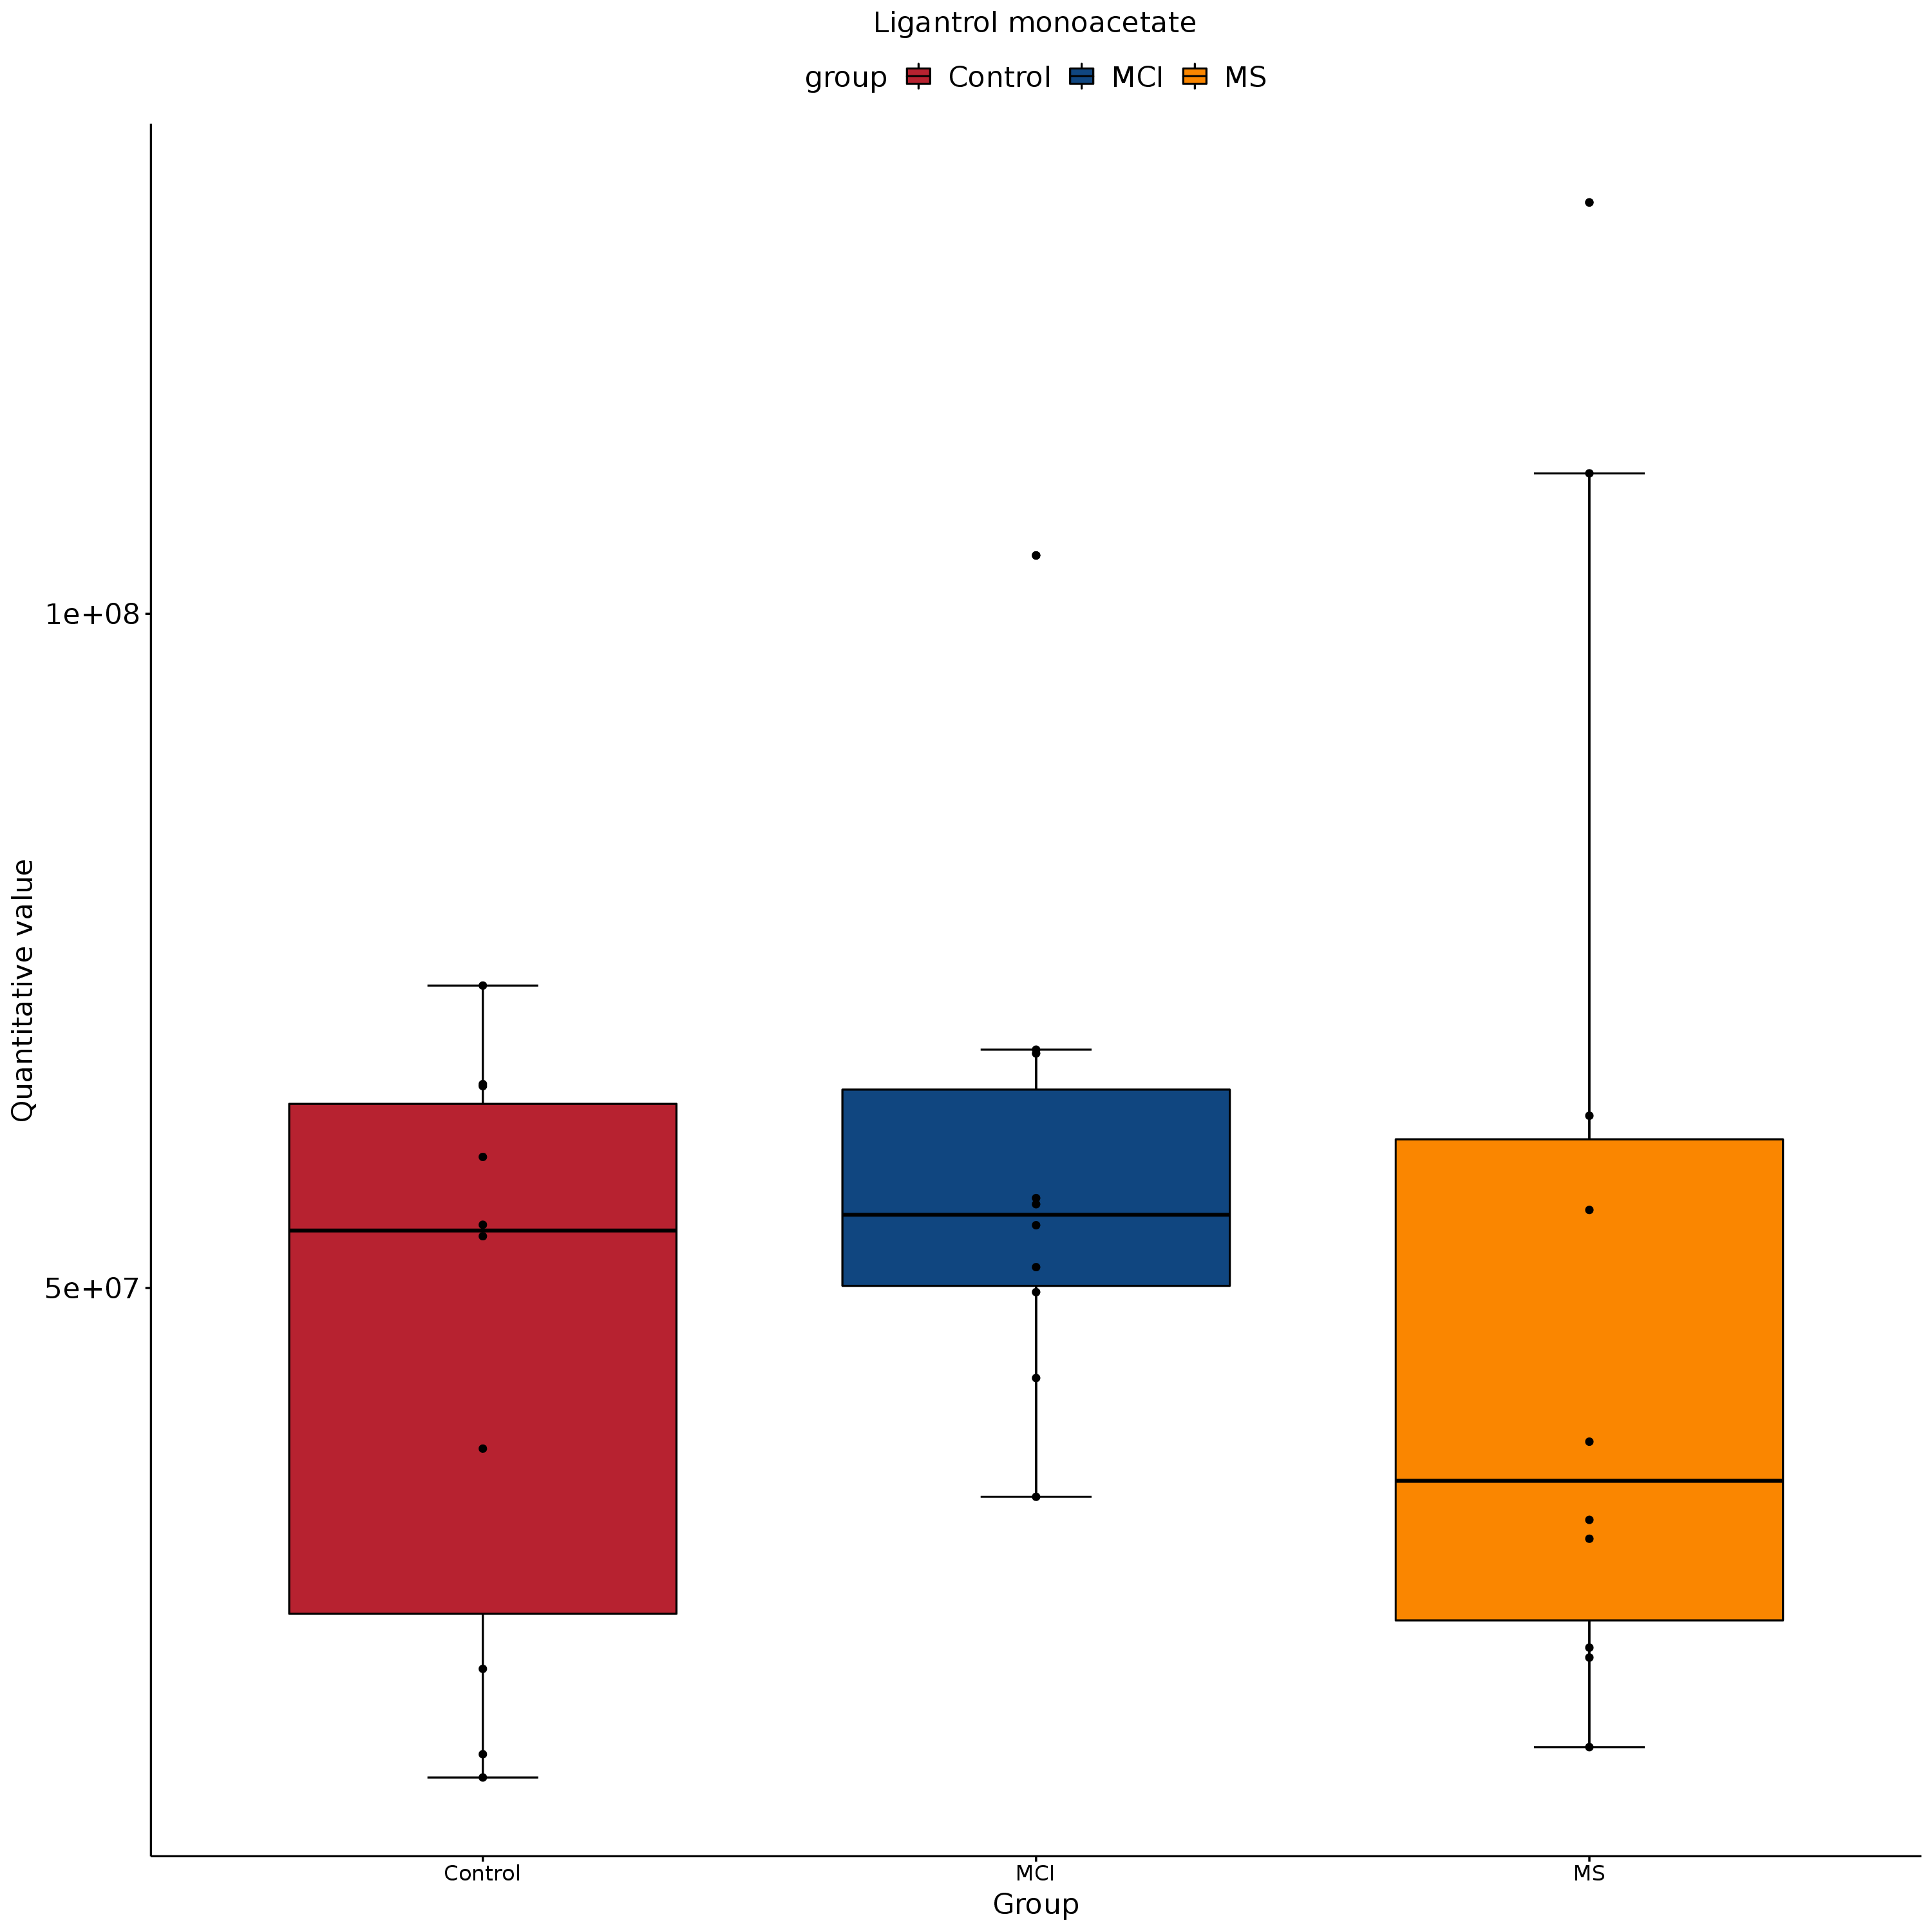 Ligantrol monoacetate
group Control MCI MS
Quantitative value
1e+08
5e+07
Control MCI MS
Group